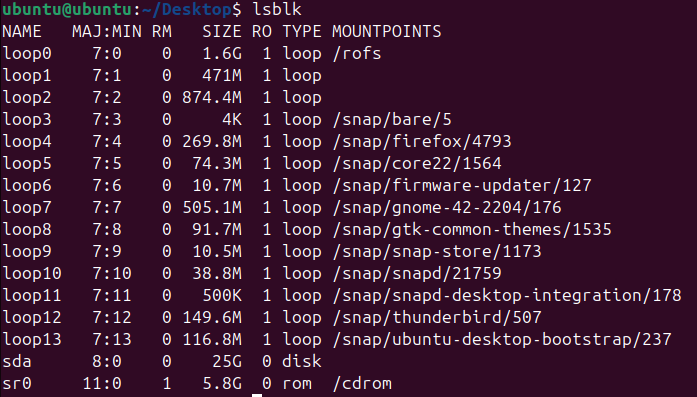 ubuntu@ubuntu:~/Desktop$ lsblk
NAME   MAJ:MIN RM   SIZE RO TYPE MOUNTPOINTS
loop0    7:0    0   1.6G  1 loop /rofs
loop1    7:1    0   471M  1 loop
loop2    7:2    0 874.4M  1 loop
loop3    7:3    0     4K  1 loop /snap/bare/5
loop4    7:4    0 269.8M  1 loop /snap/firefox/4793
loop5    7:5    0  74.3M  1 loop /snap/core22/1564
loop6    7:6    0  10.7M  1 loop /snap/firmware-updater/127
loop7    7:7    0 505.1M  1 loop /snap/gnome-42-2204/176
loop8    7:8    0  91.7M  1 loop /snap/gtk-common-themes/1535
loop9    7:9    0  10.5M  1 loop /snap/snap-store/1173
loop10   7:10   0  38.8M  1 loop /snap/snapd/21759
loop11   7:11   0   500K  1 loop /snap/snapd-desktop-integration/178
loop12   7:12   0 149.6M  1 loop /snap/thunderbird/507
loop13   7:13   0 116.8M  1 loop /snap/ubuntu-desktop-bootstrap/237
sda      8:0    0    25G  0 disk
sr0     11:0    1   5.8G  0 rom  /cdrom